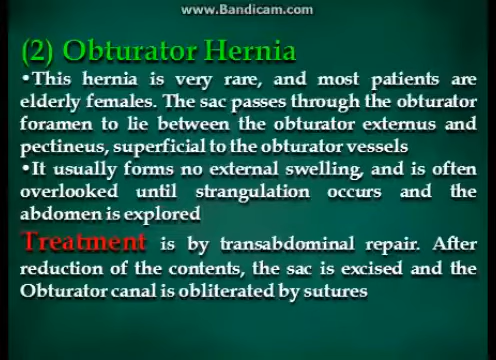 www.Bandicam.com
(2) Obturator Hernia
•This hernia is very rare, and most patients are
elderly females. The sac passes through the obturator
foramen to lie between the obturator externus and
pectineus, superficial to the obturator vessels
•It usually forms no external swelling, and is often
overlooked until strangulation occurs and the
abdomen is explored
Treatment is by transabdominal repair. After
reduction of the contents, the sac is excised and the
Obturator canal is obliterated by sutures